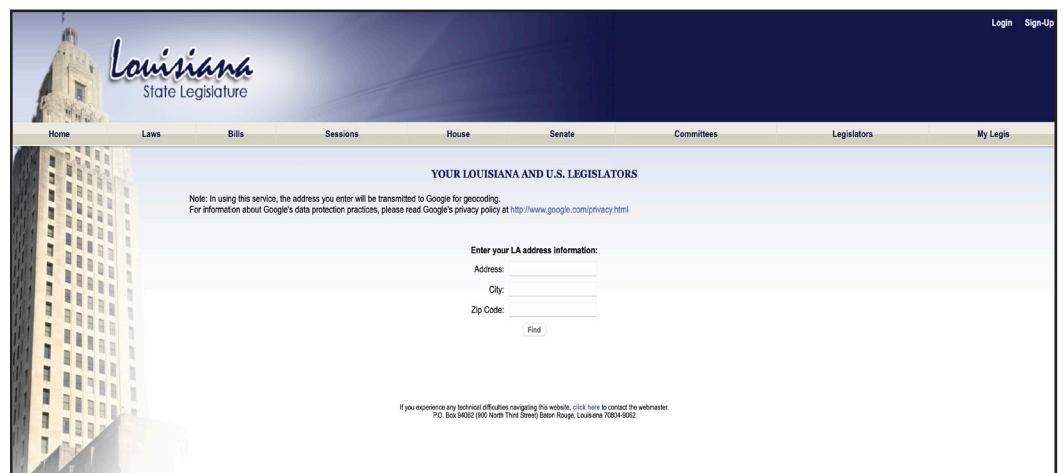 Login Sign-Up
Louisiana
State Legislature
Home Laws Bills Sessions House Senate Committees Legislators My Legis
YOUR LOUISIANA AND U.S. LEGISLATORS
Note: In using this service, the address you enter will be transmitted to Google for geocoding.
For information about Google's data protection practices, please read Google's privacy policy at http://www.google.com/privacy.html
Enter your LA address information:
Address:
City:
Zip Code:
Find
If you experience any technical difficulties navigating this website, click here to contact the webmaster.
P.O. Box 94062 (900 North Third Street) Baton Rouge, Louisiana 70804-9062